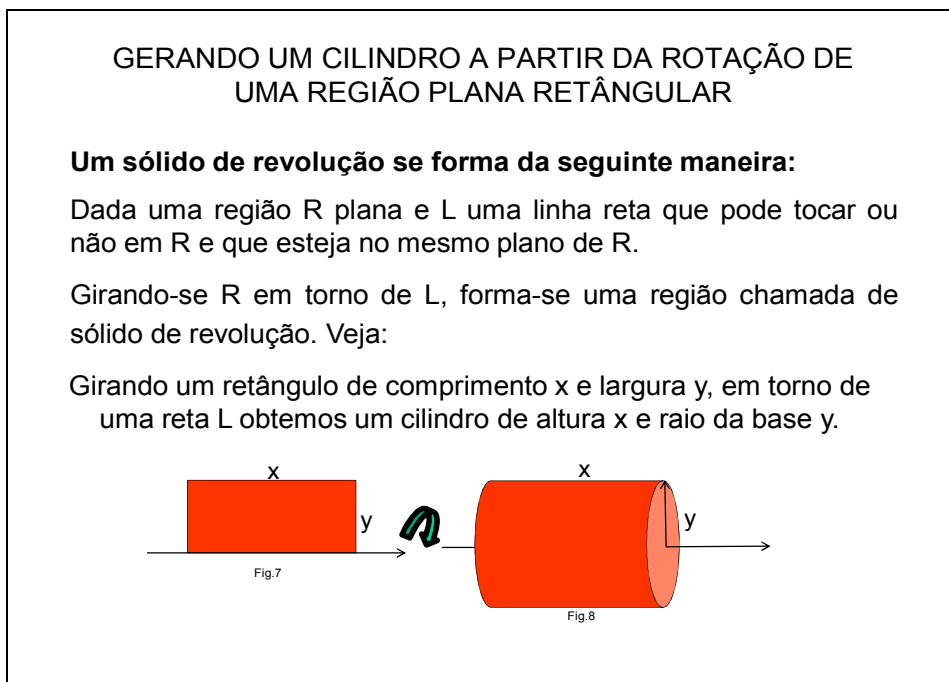 GERANDO UM CILINDRO A PARTIR DA ROTAÇÃO DE
UMA REGIÃO PLANA RETÂNGULAR
Um sólido de revolução se forma da seguinte maneira:
Dada uma região R plana e L uma linha reta que pode tocar ou
não em R e que esteja no mesmo plano de R.
Girando-se R em torno de L, forma-se uma região chamada de
sólido de revolução. Veja:
Girando um retângulo de comprimento x e largura y, em torno de
uma reta L obtemos um cilindro de altura x e raio da base y.
x
y
Fig.7
x
y
Fig.8